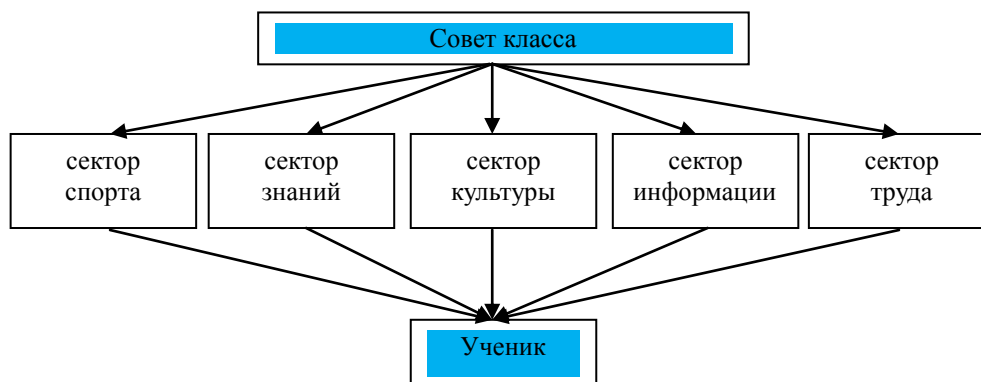 Совет класса
сектор
спорта
сектор
знаний
сектор
культуры
сектор
информации
сектор
труда
Ученик